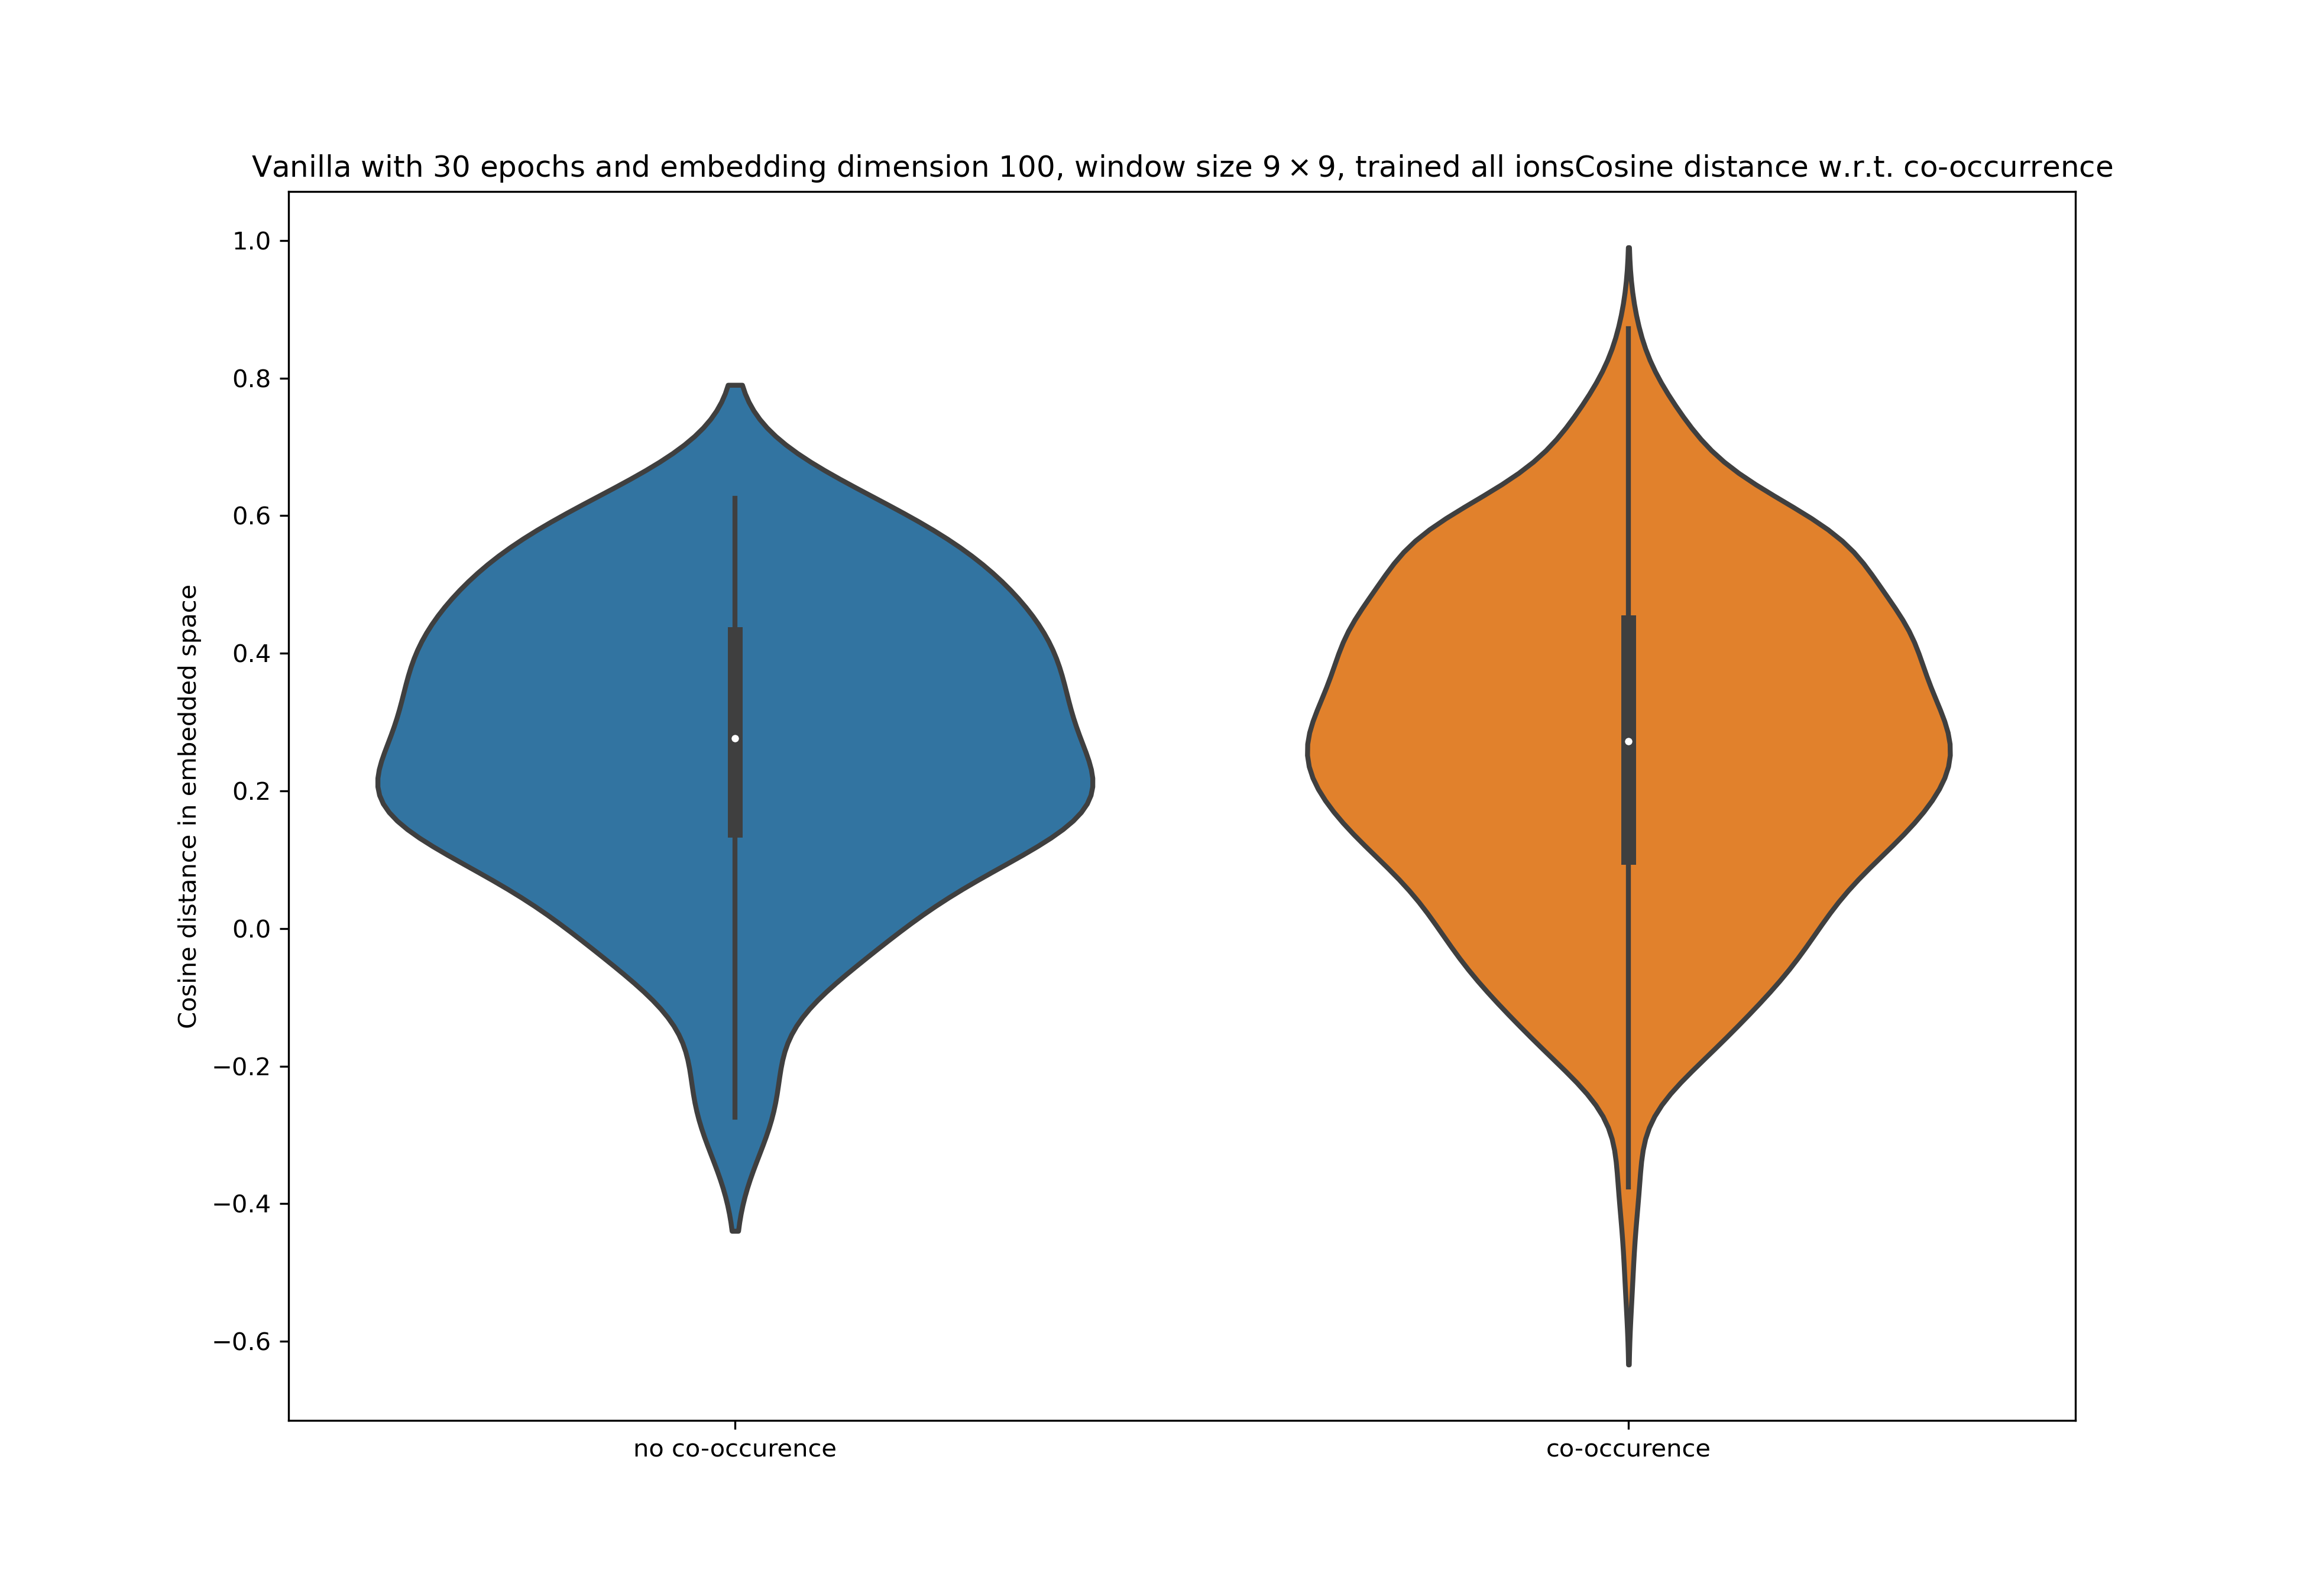 Vanilla with 30 epochs and embedding dimension 100, window size 9 × 9, trained all ionsCosine distance w.r.t. co-occurrence
Cosine distance in embedded space
1.0
0.8
0.6
0.4
0.2
0.0
−0.2
−0.4
−0.6
no co-occurence
co-occurence